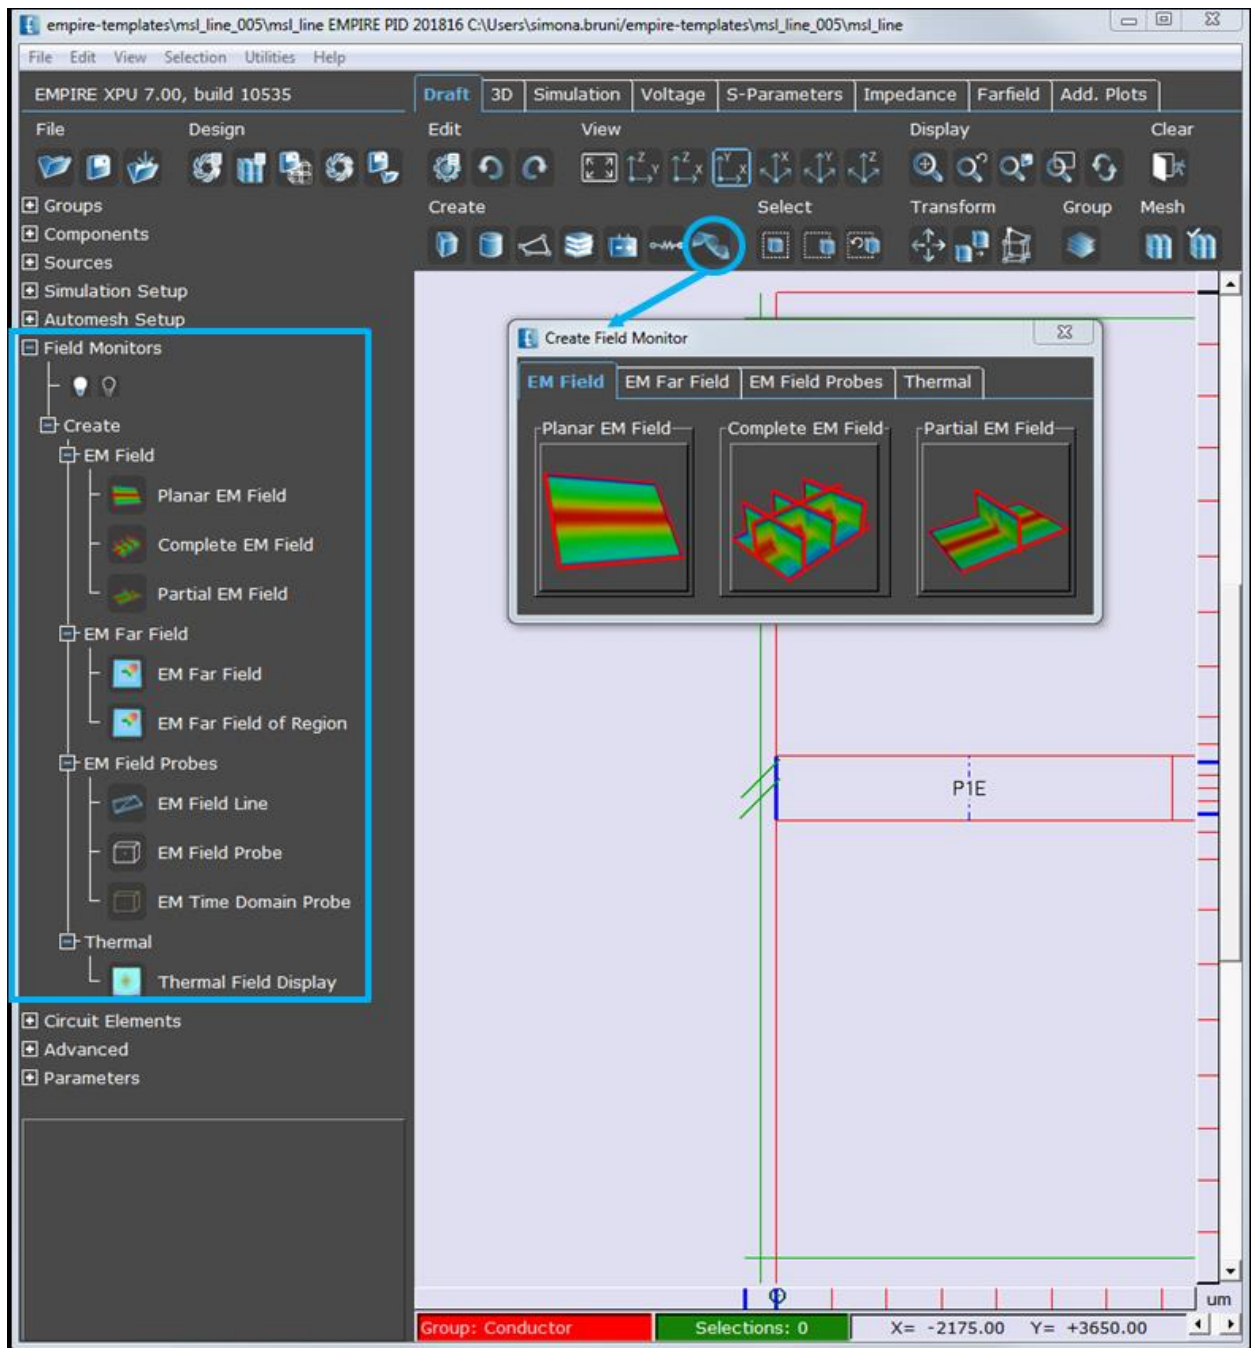 empire-templates\msl_line_005\msl_line EMPIRE PID 201816 C:\Users\simona.bruni/empire-templates\msl_line_005\msl_line
File Edit View Selection Utilities Help
EMPIRE XPU 7.00, build 10535
Draft 3D Simulation Voltage S-Parameters Impedance Farfield Add. Plots
File Design Edit View Display Clear
Z Y Z X Y X X Y Z
Groups
Components
Sources
Simulation Setup
Automesh Setup
Field Monitors
Create
EM Field
Planar EM Field
Complete EM Field
Partial EM Field
EM Far Field
EM Far Field
EM Far Field of Region
EM Field Probes
EM Field Line
EM Field Probe
EM Time Domain Probe
Thermal
Thermal Field Display
Circuit Elements
Advanced
Parameters
Create Select Transform Group Mesh
Create Field Monitor
EM Field EM Far Field EM Field Probes Thermal
Planar EM Field Complete EM Field Partial EM Field
P1E
um
Group: Conductor Selections: 0 X= -2175.00 Y= +3650.00